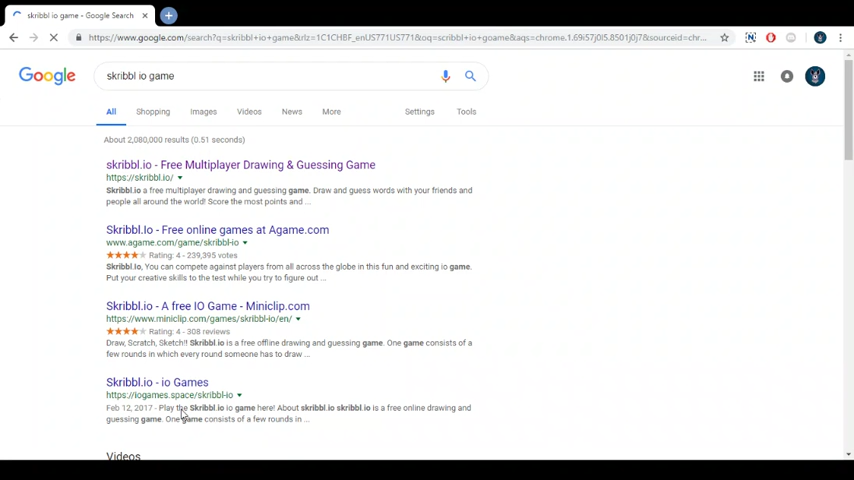 skribbl io game - Google Search
https://www.google.com/search?q=skribbl+io+game&rlz=1C1CHBF_enUS771US771&oq=scribbl+io+goame&aqs=chrome.1.69i57j0l5.8501j0j7&sourceid=chr...
Google skribbl io game
All Shopping Images Videos News More Settings Tools
About 2,080,000 results (0.51 seconds)
skribbl.io - Free Multiplayer Drawing & Guessing Game
https://skribbl.io/
Skribbl.io a free multiplayer drawing and guessing game. Draw and guess words with your friends and
people all around the world! Score the most points and ...
Skribbl.Io - Free online games at Agame.com
www.agame.com/game/skribbl-io
Rating: 4 - 239,395 votes
Skribbl.Io, You can compete against players from all across the globe in this fun and exciting io game.
Put your creative skills to the test while you try to figure out ...
Skribbl.io - A free IO Game - Miniclip.com
https://www.miniclip.com/games/skribbl-io/en/
Rating: 4 - 308 reviews
Draw, Scratch, Sketch!! Skribbl.io is a free offline drawing and guessing game. One game consists of a
few rounds in which every round someone has to draw ...
Skribbl.io - io Games
https://iogames.space/skribbl-io
Feb 12, 2017 - Play the Skribbl.io io game here! About skribbl.io skribbl.io is a free online drawing and
guessing game. One game consists of a few rounds in ...
Videos